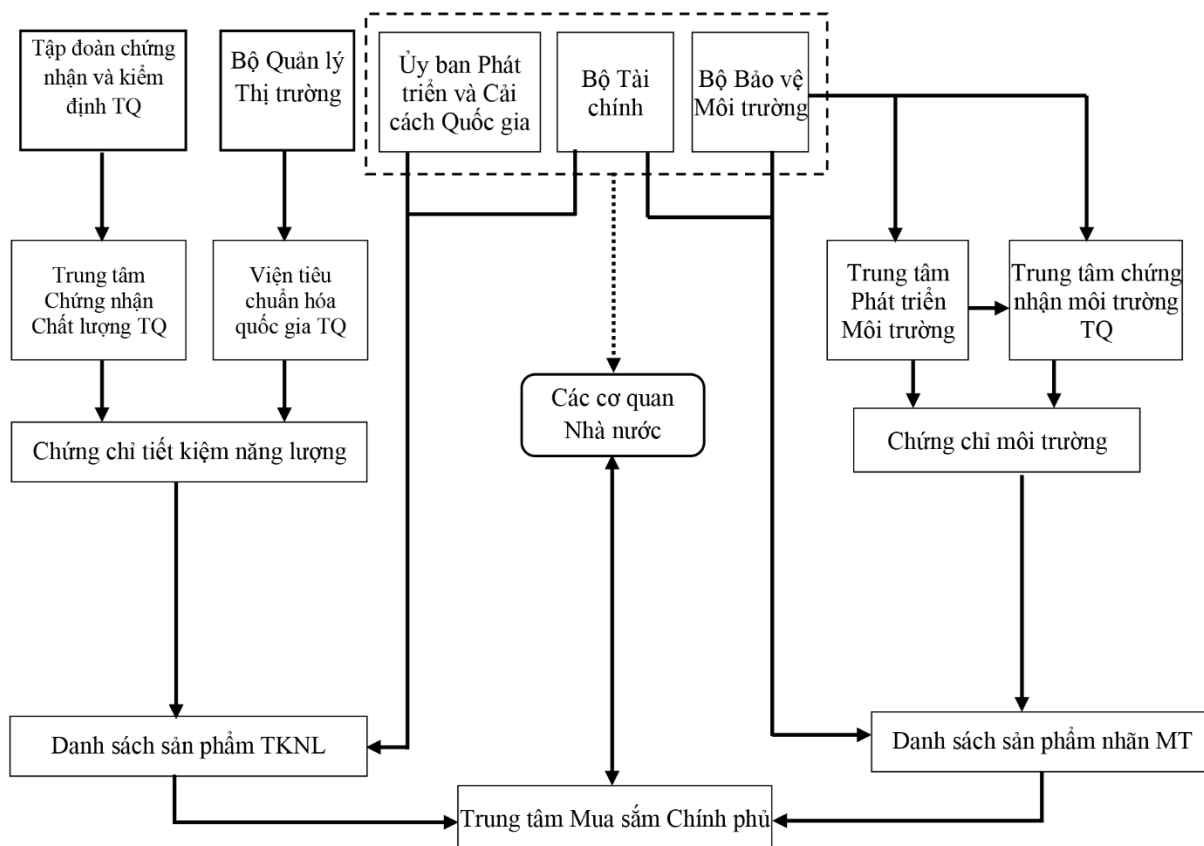 Tập đoàn chứng
nhận và kiểm
định TQ
Bộ Quản lý
Thị trường
Ủy ban Phát
triển và Cải
cách Quốc gia
Bộ Tài
chính
Bộ Bảo vệ
Môi trường
Trung tâm
Chứng nhận
Chất lượng TQ
Viện tiêu
chuẩn hóa
quốc gia TQ
Trung tâm
Phát triển
Môi trường
Trung tâm chứng
nhận môi trường
TQ
Các cơ quan
Nhà nước
Chứng chỉ tiết kiệm năng lượng
Chứng chỉ môi trường
Danh sách sản phẩm TKNL
Danh sách sản phẩm nhãn MT
Trung tâm Mua sắm Chính phủ